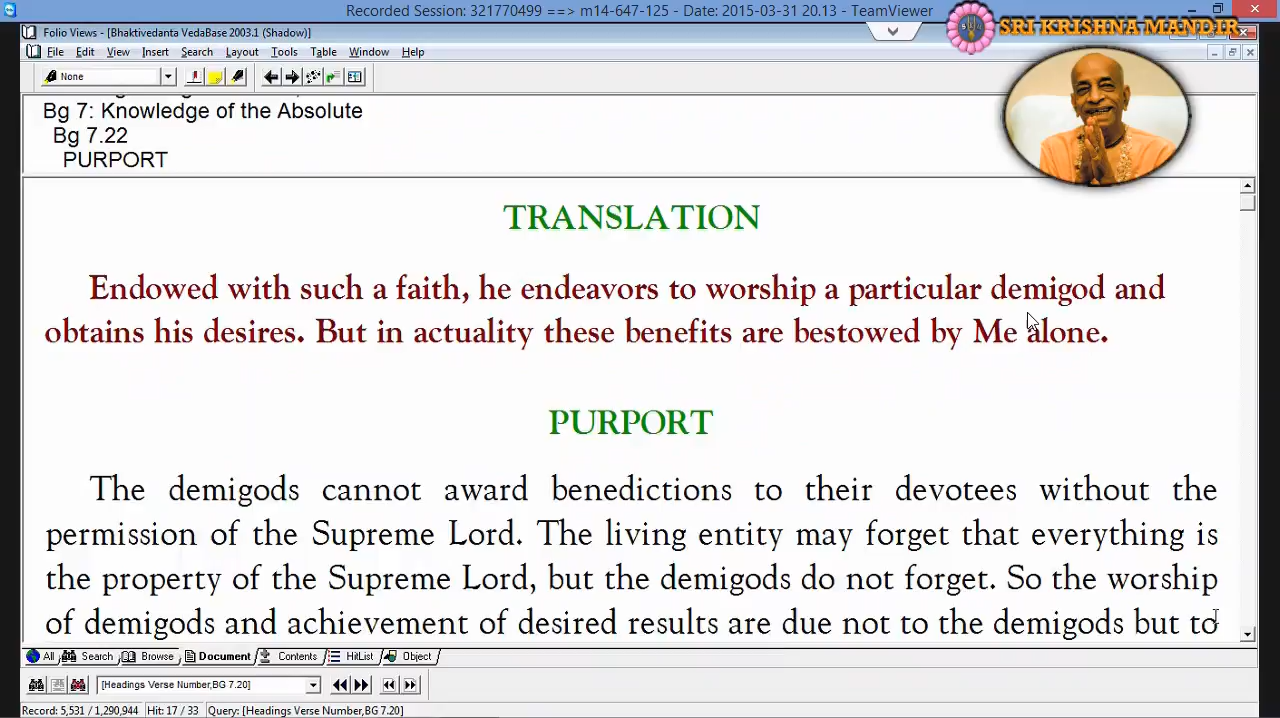 Recorded Session: 321770499 ==> m14-647-125 - Date: 2015-03-31 20.13 - TeamViewer
SRI KRISHNA MANDIR
Folio Views - [Bhaktivedanta VedaBase 2003.1 (Shadow)]
File Edit View Insert Search Layout Tools Table Window Help
None
Bg 7: Knowledge of the Absolute
Bg 7.22
PURPORT
TRANSLATION
Endowed with such a faith, he endeavors to worship a particular demigod and
obtains his desires. But in actuality these benefits are bestowed by Me alone.
PURPORT
The demigods cannot award benedictions to their devotees without the
permission of the Supreme Lord. The living entity may forget that everything is
the property of the Supreme Lord, but the demigods do not forget. So the worship
of demigods and achievement of desired results are due not to the demigods but to
All Search Browse Document Contents HitList Object
[Headings Verse Number,BG 7.20]
Record: 5,531 / 1,290,944 Hit: 17 / 33 Query: [Headings Verse Number,BG 7.20]